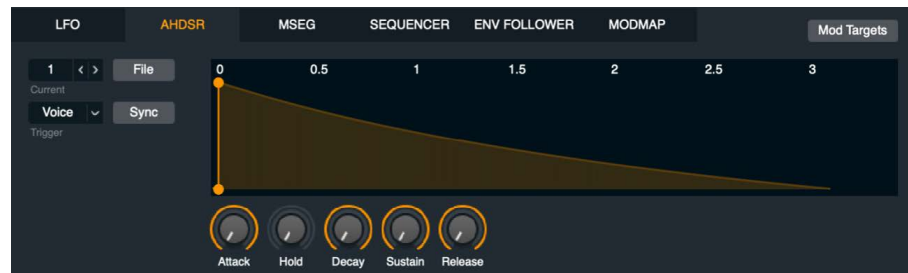 LFO AHDSR MSEG SEQUENCER ENV FOLLOWER MODMAP Mod Targets
1 < > File
Current
Voice Sync
Trigger
0 0.5 1 1.5 2 2.5 3
Attack Hold Decay Sustain Release